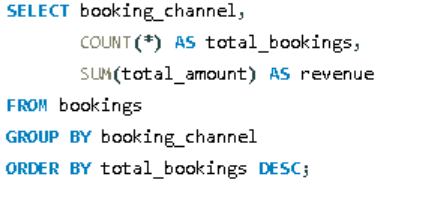 SELECT booking_channel,
COUNT(*) AS total_bookings,
SUM(total_amount) AS revenue
FROM bookings
GROUP BY booking_channel
ORDER BY total_bookings DESC;